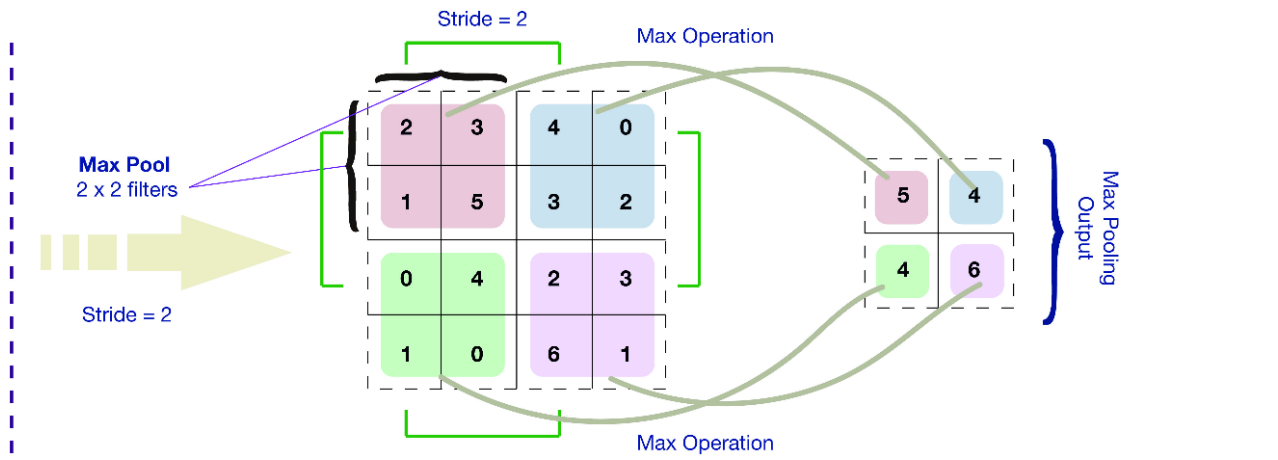 Stride = 2
Max Operation
Max Pool
2 x 2 filters
Stride = 2
2 3 4 0
1 5 3 2
0 4 2 3
1 0 6 1
5 4
4 6
Max Pooling
Output
Max Operation